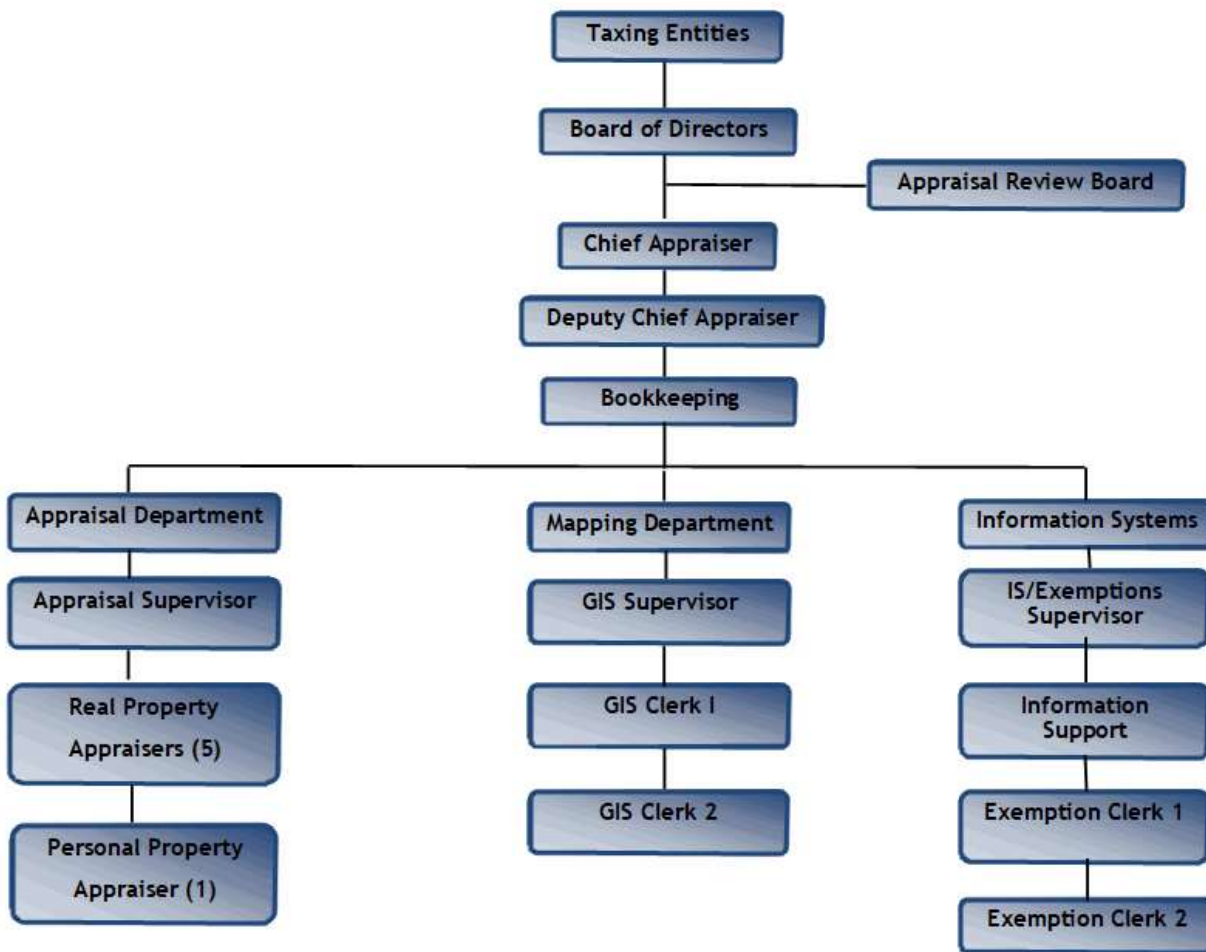 Taxing Entities
Board of Directors
Appraisal Review Board
Chief Appraiser
Deputy Chief Appraiser
Bookkeeping
Appraisal Department
Appraisal Supervisor
Real Property
Appraisers (5)
Personal Property
Appraiser (1)
Mapping Department
GIS Supervisor
GIS Clerk I
GIS Clerk 2
Information Systems
IS/Exemptions
Supervisor
Information
Support
Exemption Clerk 1
Exemption Clerk 2